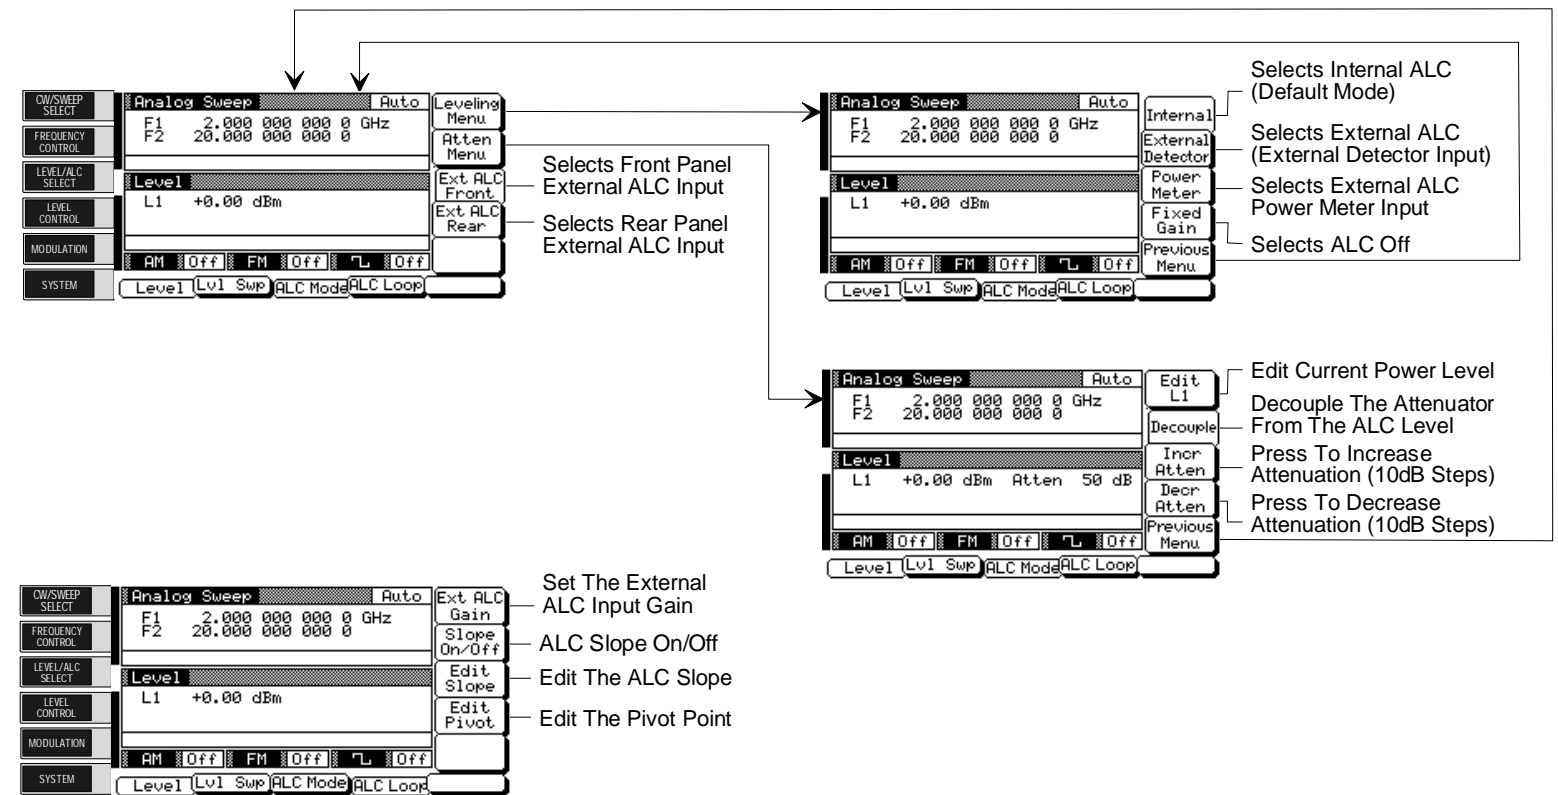 CW/SWEEP
SELECT
FREQUENCY
CONTROL
LEVEL/ALC
SELECT
LEVEL
CONTROL
MODULATION
SYSTEM
Analog Sweep Auto
F1 2.000 000 000 0 GHz
F2 20.000 000 000 0
Level
L1 +0.00 dBm
AM Off FM Off Off
Level Lvl Swp ALC Mode ALC Loop
Leveling
Menu
Atten
Menu
Ext ALC
Front
Ext ALC
Rear
Selects Front Panel
External ALC Input
Selects Rear Panel
External ALC Input
Analog Sweep Auto
F1 2.000 000 000 0 GHz
F2 20.000 000 000 0
Level
L1 +0.00 dBm
AM Off FM Off Off
Level Lvl Swp ALC Mode ALC Loop
Internal
External
Detector
Power
Meter
Fixed
Gain
Previous
Menu
Selects Internal ALC
(Default Mode)
Selects External ALC
(External Detector Input)
Selects External ALC
Power Meter Input
Selects ALC Off
Analog Sweep Auto
F1 2.000 000 000 0 GHz
F2 20.000 000 000 0
Level
L1 +0.00 dBm Atten 50 dB
AM Off FM Off Off
Level Lvl Swp ALC Mode ALC Loop
Edit
L1
Decouple
Incr
Atten
Decr
Atten
Previous
Menu
Edit Current Power Level
Decouple The Attenuator
From The ALC Level
Press To Increase
Attenuation (10dB Steps)
Press To Decrease
Attenuation (10dB Steps)
CW/SWEEP
SELECT
FREQUENCY
CONTROL
LEVEL/ALC
SELECT
LEVEL
CONTROL
MODULATION
SYSTEM
Analog Sweep Auto
F1 2.000 000 000 0 GHz
F2 20.000 000 000 0
Level
L1 +0.00 dBm
AM Off FM Off Off
Level Lvl Swp ALC Mode ALC Loop
Ext ALC
Gain
Slope
On/Off
Edit
Slope
Edit
Pivot
Set The External
ALC Input Gain
ALC Slope On/Off
Edit The ALC Slope
Edit The Pivot Point